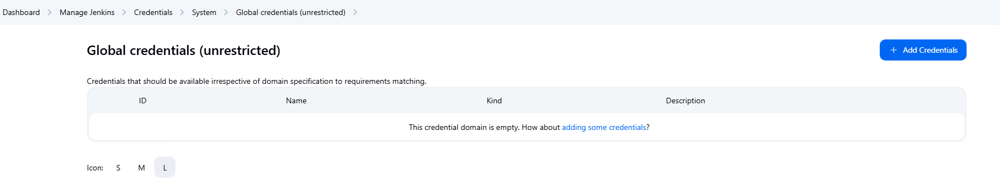 Dashboard > Manage Jenkins > Credentials > System > Global credentials (unrestricted) >
Global credentials (unrestricted)
+ Add Credentials
Credentials that should be available irrespective of domain specification to requirements matching.
ID Name Kind Description
This credential domain is empty. How about adding some credentials?
Icon: S M L